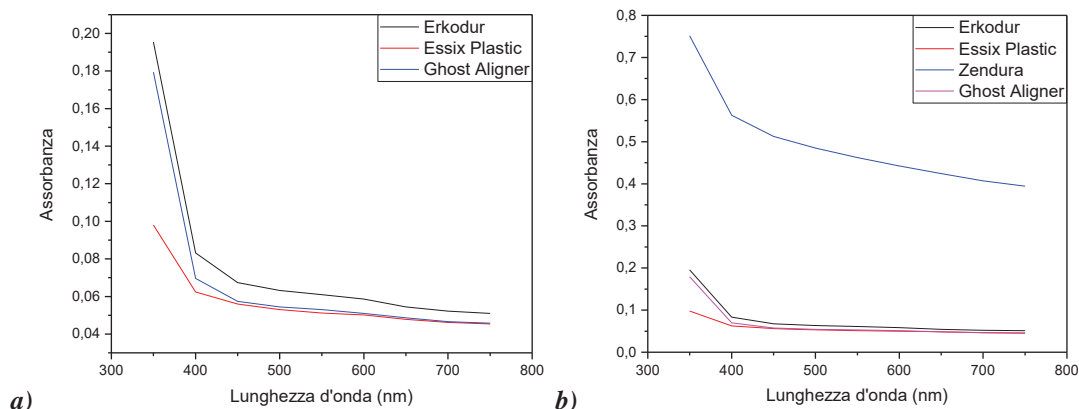 0,20
0,18
0,16
0,14
0,12
0,10
0,08
0,06
0,04
Assorbanza
300
400
500
600
700
800
Lunghezza d'onda (nm)
Erkodur
Essix Plastic
Ghost Aligner
a)
0,8
0,7
0,6
0,5
0,4
0,3
0,2
0,1
0,0
Assorbanza
300
400
500
600
700
800
Lunghezza d'onda (nm)
Erkodur
Essix Plastic
Zendura
Ghost Aligner
b)